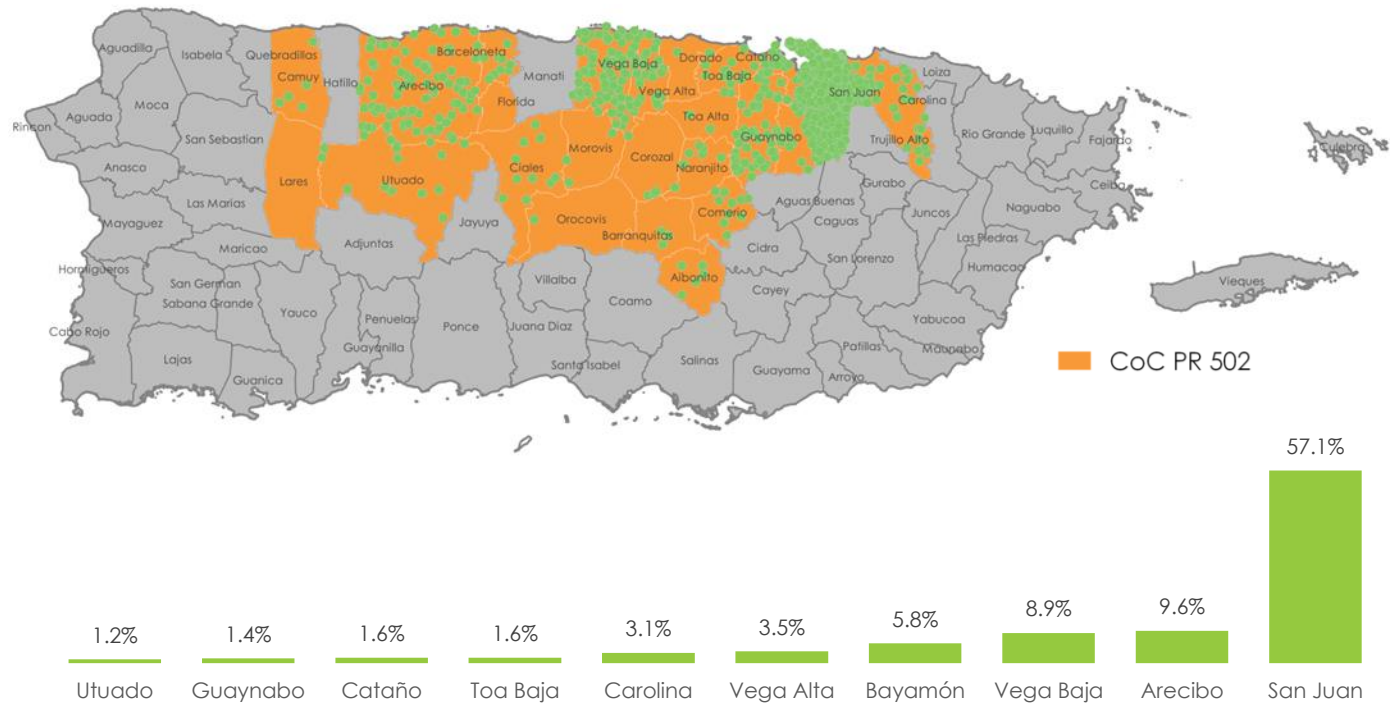 Aguadilla
Isabela
Quebradillas
Camuy
Hatillo
Barceloneta
Arecibo
Manati
Florida
Vega Baja
Vega Alta
Dorado
Toa Baja
Cataño
Toa Alta
San Juan
Guaynabo
Carolina
Loiza
Trujillo Alto
Rio Grande
Luquillo
Fajardo
Culebra
Ceiba
Naguabo
Moca
Aguada
Rincon
San Sebastian
Anasco
Lares
Utuado
Ciales
Morovis
Corozal
Naranjito
Las Marias
Mayaguez
Maricao
Adjuntas
Jayuya
Orocovis
Barranquitas
Comerio
Aguas Buenas
Caguas
Gurabo
Juncos
Las Piedras
Humacao
Cidra
San Lorenzo
Hormigueros
San German
Sabana Grande
Cabo Rojo
Lajas
Guanica
Yauco
Guayanilla
Penuelas
Ponce
Villalba
Juana Diaz
Coamo
Santa Isabel
Aibonito
Cayey
Salinas
Guayama
Arroyo
Patillas
Maunabo
Yabucoa
Vieques
CoC PR 502
57.1%
1.2%
1.4%
1.6%
1.6%
3.1%
3.5%
5.8%
8.9%
9.6%
Utuado
Guaynabo
Cataño
Toa Baja
Carolina
Vega Alta
Bayamón
Vega Baja
Arecibo
San Juan